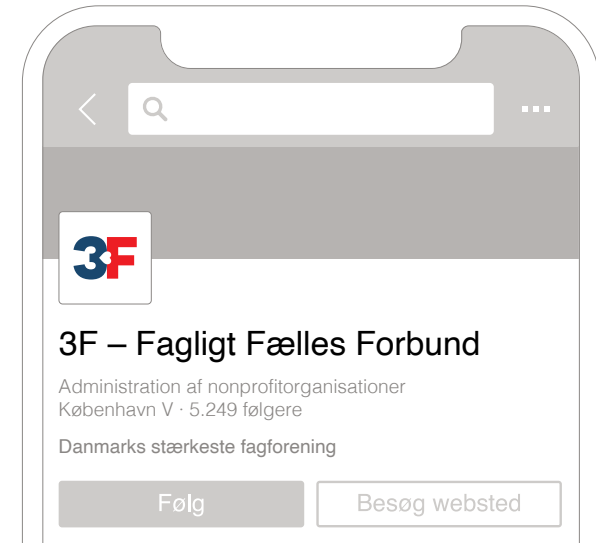 3F
3F – Fagligt Fælles Forbund
Administration af nonprofitorganisationer
København V · 5.249 følgere
Danmarks stærkeste fagforening
Følg
Besøg websted